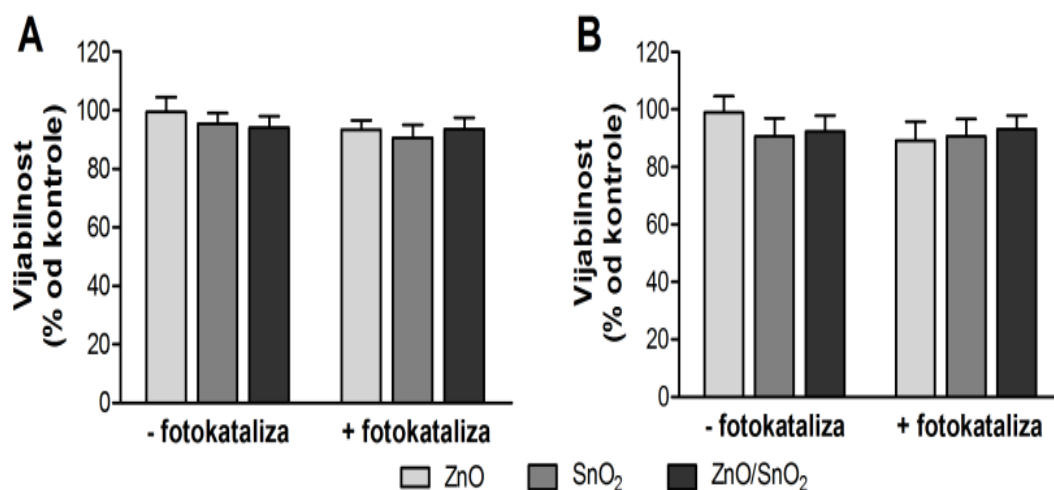 A
Vijabilnost
(% od kontrole)
120
100
80
60
40
20
0
- fotokataliza
+ fotokataliza
B
Vijabilnost
(% od kontrole)
120
100
80
60
40
20
0
- fotokataliza
+ fotokataliza
ZnO
SnO₂
ZnO/SnO₂